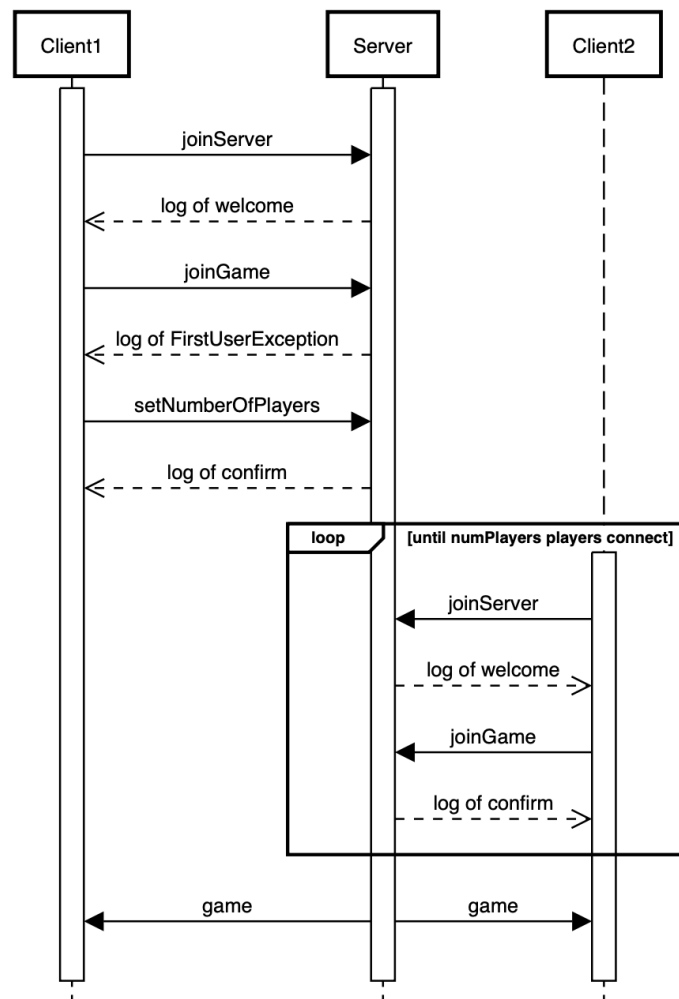 Client1
Server
Client2
joinServer
log of welcome
joinGame
log of FirstUserException
setNumberOfPlayers
log of confirm
loop
[until numPlayers players connect]
joinServer
log of welcome
joinGame
log of confirm
game
game